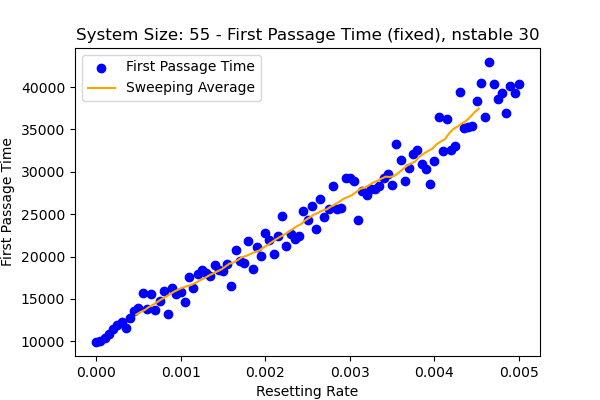 System Size: 55 - First Passage Time (fixed), nstable 30
First Passage Time
Sweeping Average
First Passage Time
40000
35000
30000
25000
20000
15000
10000
0.000 0.001 0.002 0.003 0.004 0.005
Resetting Rate